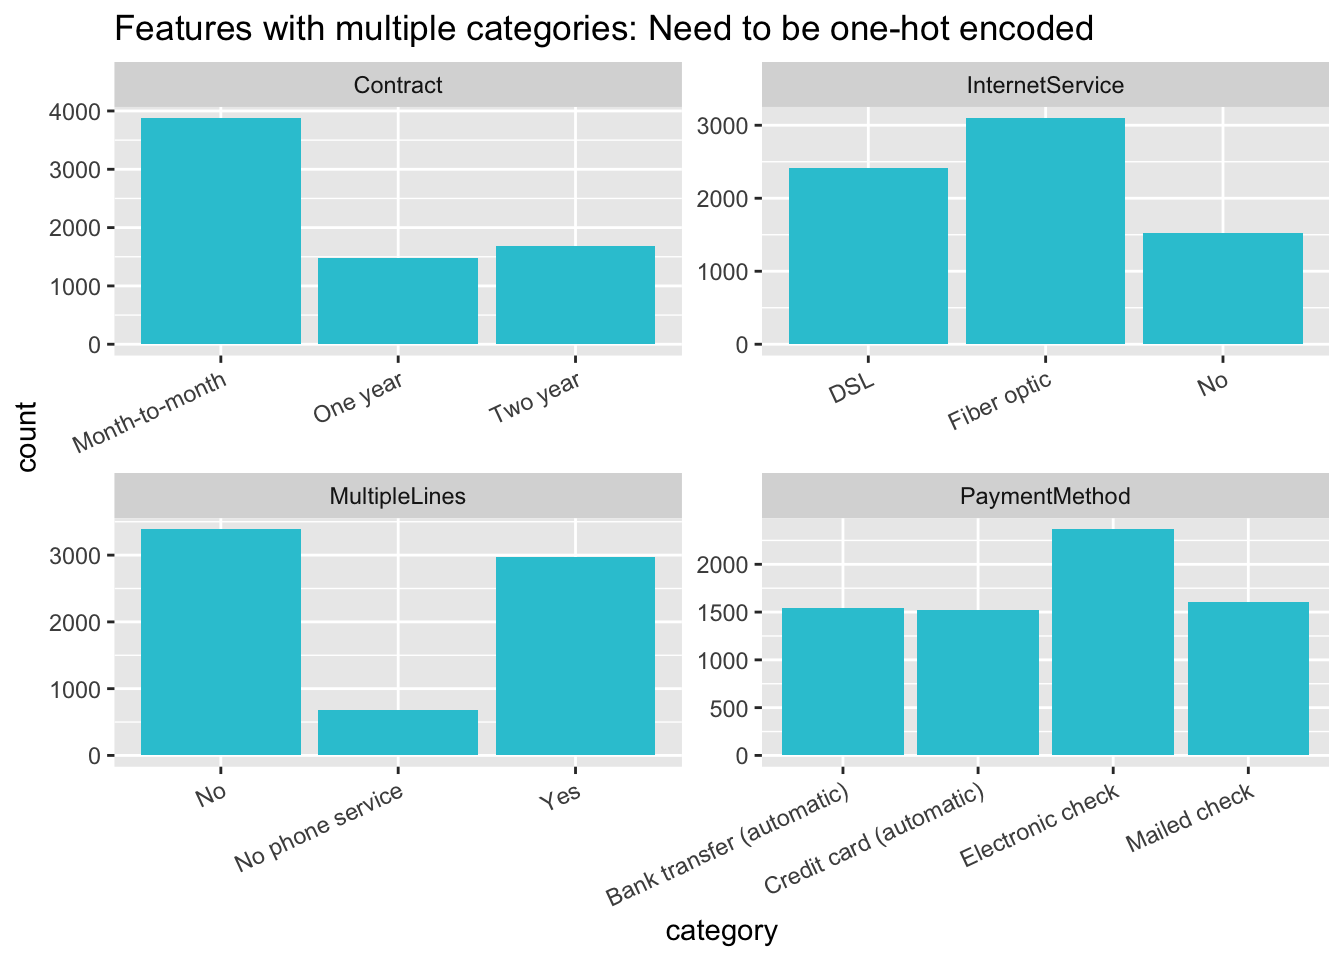 Features with multiple categories: Need to be one-hot encoded
Contract
4000
3000
2000
1000
0
Month-to-month
One year
Two year
InternetService
3000
2000
1000
0
DSL
Fiber optic
No
count
MultipleLines
3000
2000
1000
0
No
No phone service
Yes
PaymentMethod
2000
1500
1000
500
0
Bank transfer (automatic)
Credit card (automatic)
Electronic check
Mailed check
category